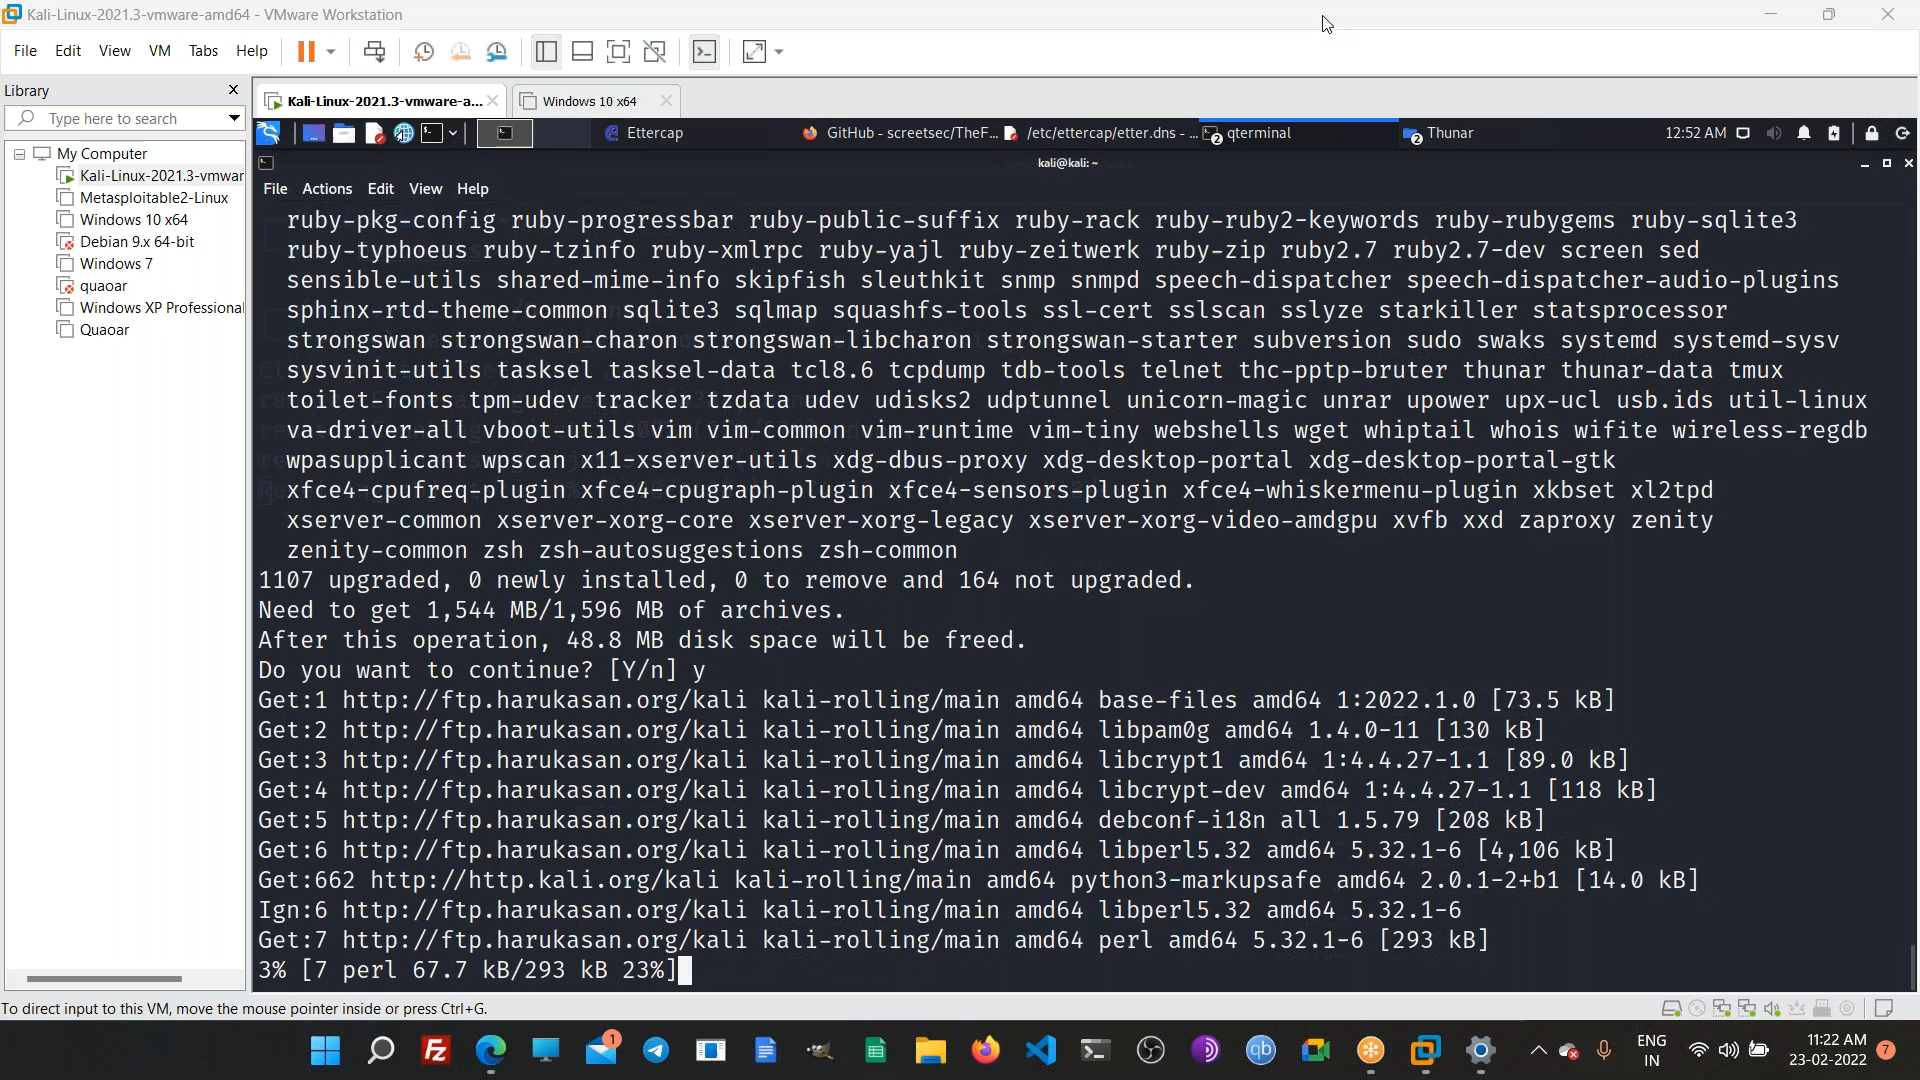 Kali-Linux-2021.3-vmware-amd64 - VMware Workstation
File Edit View VM Tabs Help
Library
Type here to search
My Computer
Kali-Linux-2021.3-vmwar
Metasploitable2-Linux
Windows 10 x64
Debian 9.x 64-bit
Windows 7
quaoar
Windows XP Professional
Quaoar
Kali-Linux-2021.3-vmware-a...
Windows 10 x64
Ettercap
GitHub - screetsec/TheF...
/etc/ettercap/etter.dns - ...
2 qterminal
2 Thunar
12:52 AM
kali@kali: ~
File Actions Edit View Help
ruby-pkg-config ruby-progressbar ruby-public-suffix ruby-rack ruby-ruby2-keywords ruby-rubygems ruby-sqlite3
ruby-typhoeus ruby-tzinfo ruby-xmlrpc ruby-yajl ruby-zeitwerk ruby-zip ruby2.7 ruby2.7-dev screen sed
sensible-utils shared-mime-info skipfish sleuthkit snmp snmpd speech-dispatcher speech-dispatcher-audio-plugins
sphinx-rtd-theme-common sqlite3 sqlmap squashfs-tools ssl-cert sslscan sslyze starkiller statsprocessor
strongswan strongswan-charon strongswan-libcharon strongswan-starter subversion sudo swaks systemd systemd-sysv
sysvinit-utils tasksel tasksel-data tcl8.6 tcpdump tdb-tools telnet thc-pptp-bruter thunar thunar-data tmux
toilet-fonts tpm-udev tracker tzdata udev udisks2 udptunnel unicorn-magic unrar upower upx-ucl usb.ids util-linux
va-driver-all vboot-utils vim vim-common vim-runtime vim-tiny webshells wget whiptail whois wifite wireless-regdb
wpasupplicant wpscan x11-xserver-utils xdg-dbus-proxy xdg-desktop-portal xdg-desktop-portal-gtk
xfce4-cpufreq-plugin xfce4-cpugraph-plugin xfce4-sensors-plugin xfce4-whiskermenu-plugin xkbset xl2tpd
xserver-common xserver-xorg-core xserver-xorg-legacy xserver-xorg-video-amdgpu xvfb xxd zaproxy zenity
zenity-common zsh zsh-autosuggestions zsh-common
1107 upgraded, 0 newly installed, 0 to remove and 164 not upgraded.
Need to get 1,544 MB/1,596 MB of archives.
After this operation, 48.8 MB disk space will be freed.
Do you want to continue? [Y/n] y
Get:1 http://ftp.harukasan.org/kali kali-rolling/main amd64 base-files amd64 1:2022.1.0 [73.5 kB]
Get:2 http://ftp.harukasan.org/kali kali-rolling/main amd64 libpam0g amd64 1.4.0-11 [130 kB]
Get:3 http://ftp.harukasan.org/kali kali-rolling/main amd64 libcrypt1 amd64 1:4.4.27-1.1 [89.0 kB]
Get:4 http://ftp.harukasan.org/kali kali-rolling/main amd64 libcrypt-dev amd64 1:4.4.27-1.1 [118 kB]
Get:5 http://ftp.harukasan.org/kali kali-rolling/main amd64 debconf-i18n all 1.5.79 [208 kB]
Get:6 http://ftp.harukasan.org/kali kali-rolling/main amd64 libperl5.32 amd64 5.32.1-6 [4,106 kB]
Get:662 http://http.kali.org/kali kali-rolling/main amd64 python3-markupsafe amd64 2.0.1-2+b1 [14.0 kB]
Ign:6 http://ftp.harukasan.org/kali kali-rolling/main amd64 libperl5.32 amd64 5.32.1-6
Get:7 http://ftp.harukasan.org/kali kali-rolling/main amd64 perl amd64 5.32.1-6 [293 kB]
3% [7 perl 67.7 kB/293 kB 23%]
To direct input to this VM, move the mouse pointer inside or press Ctrl+G.
1
ENG
IN
11:22 AM
23-02-2022
7